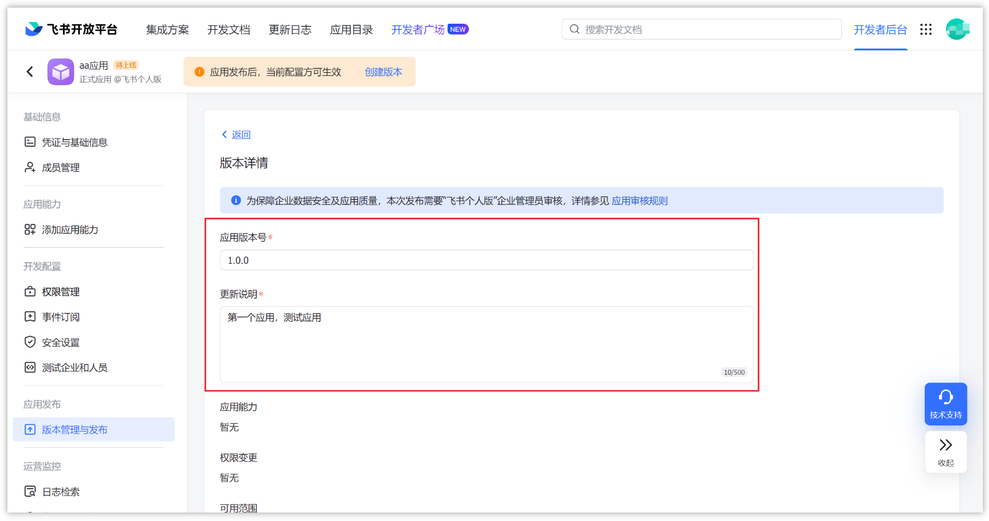 飞书开放平台 集成方案 开发文档 更新日志 应用目录 开发者广场 NEW 搜索开发文档 开发者后台
aa应用 待上线
正式应用 @飞书个人版
应用发布后，当前配置方可生效 创建版本
基础信息
凭证与基础信息
成员管理
应用能力
添加应用能力
开发配置
权限管理
事件订阅
安全设置
测试企业和人员
应用发布
版本管理与发布
运营监控
日志检索
返回
版本详情
为保障企业数据安全及应用质量，本次发布需要"飞书个人版"企业管理员审核，详情参见 应用审核规则
应用版本号*
1.0.0
更新说明*
第一个应用，测试应用
10/500
应用能力
暂无
权限变更
暂无
可用范围
技术支持
收起